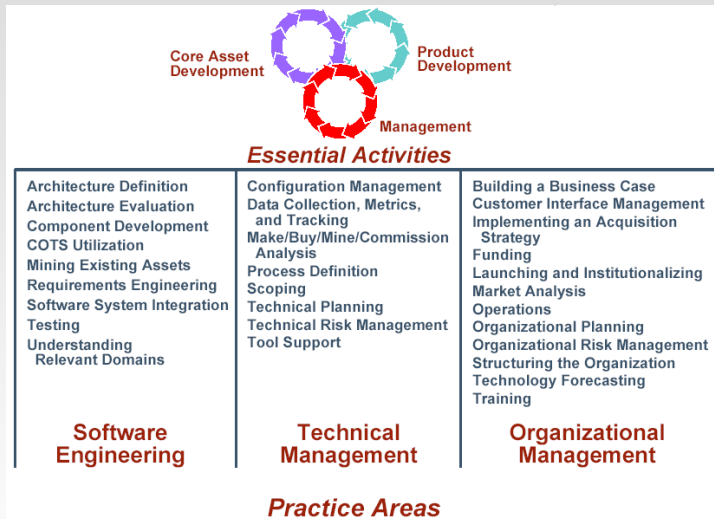 Core Asset
Development
Product
Development
Management
Essential Activities
Architecture Definition
Architecture Evaluation
Component Development
COTS Utilization
Mining Existing Assets
Requirements Engineering
Software System Integration
Testing
Understanding
Relevant Domains
Software
Engineering
Configuration Management
Data Collection, Metrics,
and Tracking
Make/Buy/Mine/Commission
Analysis
Process Definition
Scoping
Technical Planning
Technical Risk Management
Tool Support
Technical
Management
Building a Business Case
Customer Interface Management
Implementing an Acquisition
Strategy
Funding
Launching and Institutionalizing
Market Analysis
Operations
Organizational Planning
Organizational Risk Management
Structuring the Organization
Technology Forecasting
Training
Organizational
Management
Practice Areas